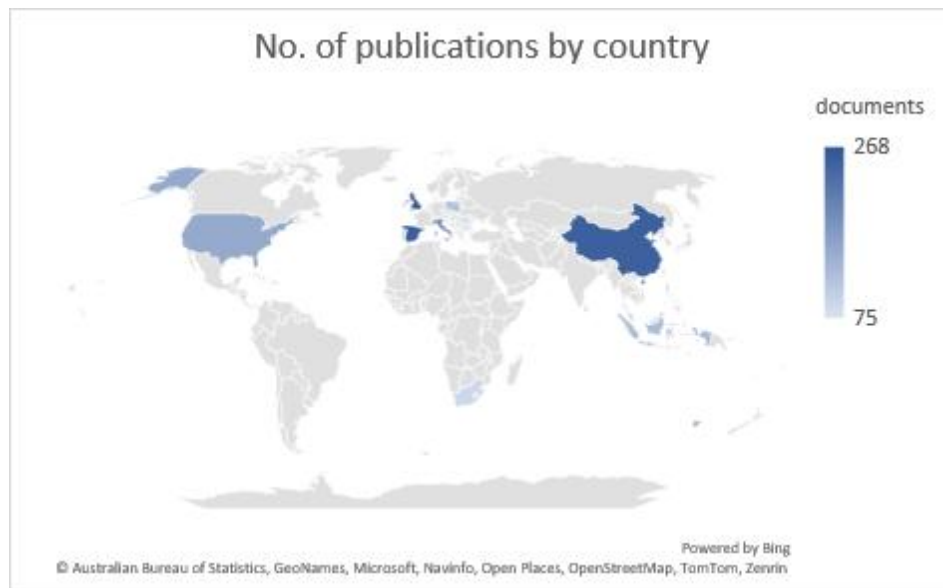 No. of publications by country
documents
268
75
Powered by Bing
© Australian Bureau of Statistics, GeoNames, Microsoft, Navinfo, Open Places, OpenStreetMap, TomTom, Zenrin